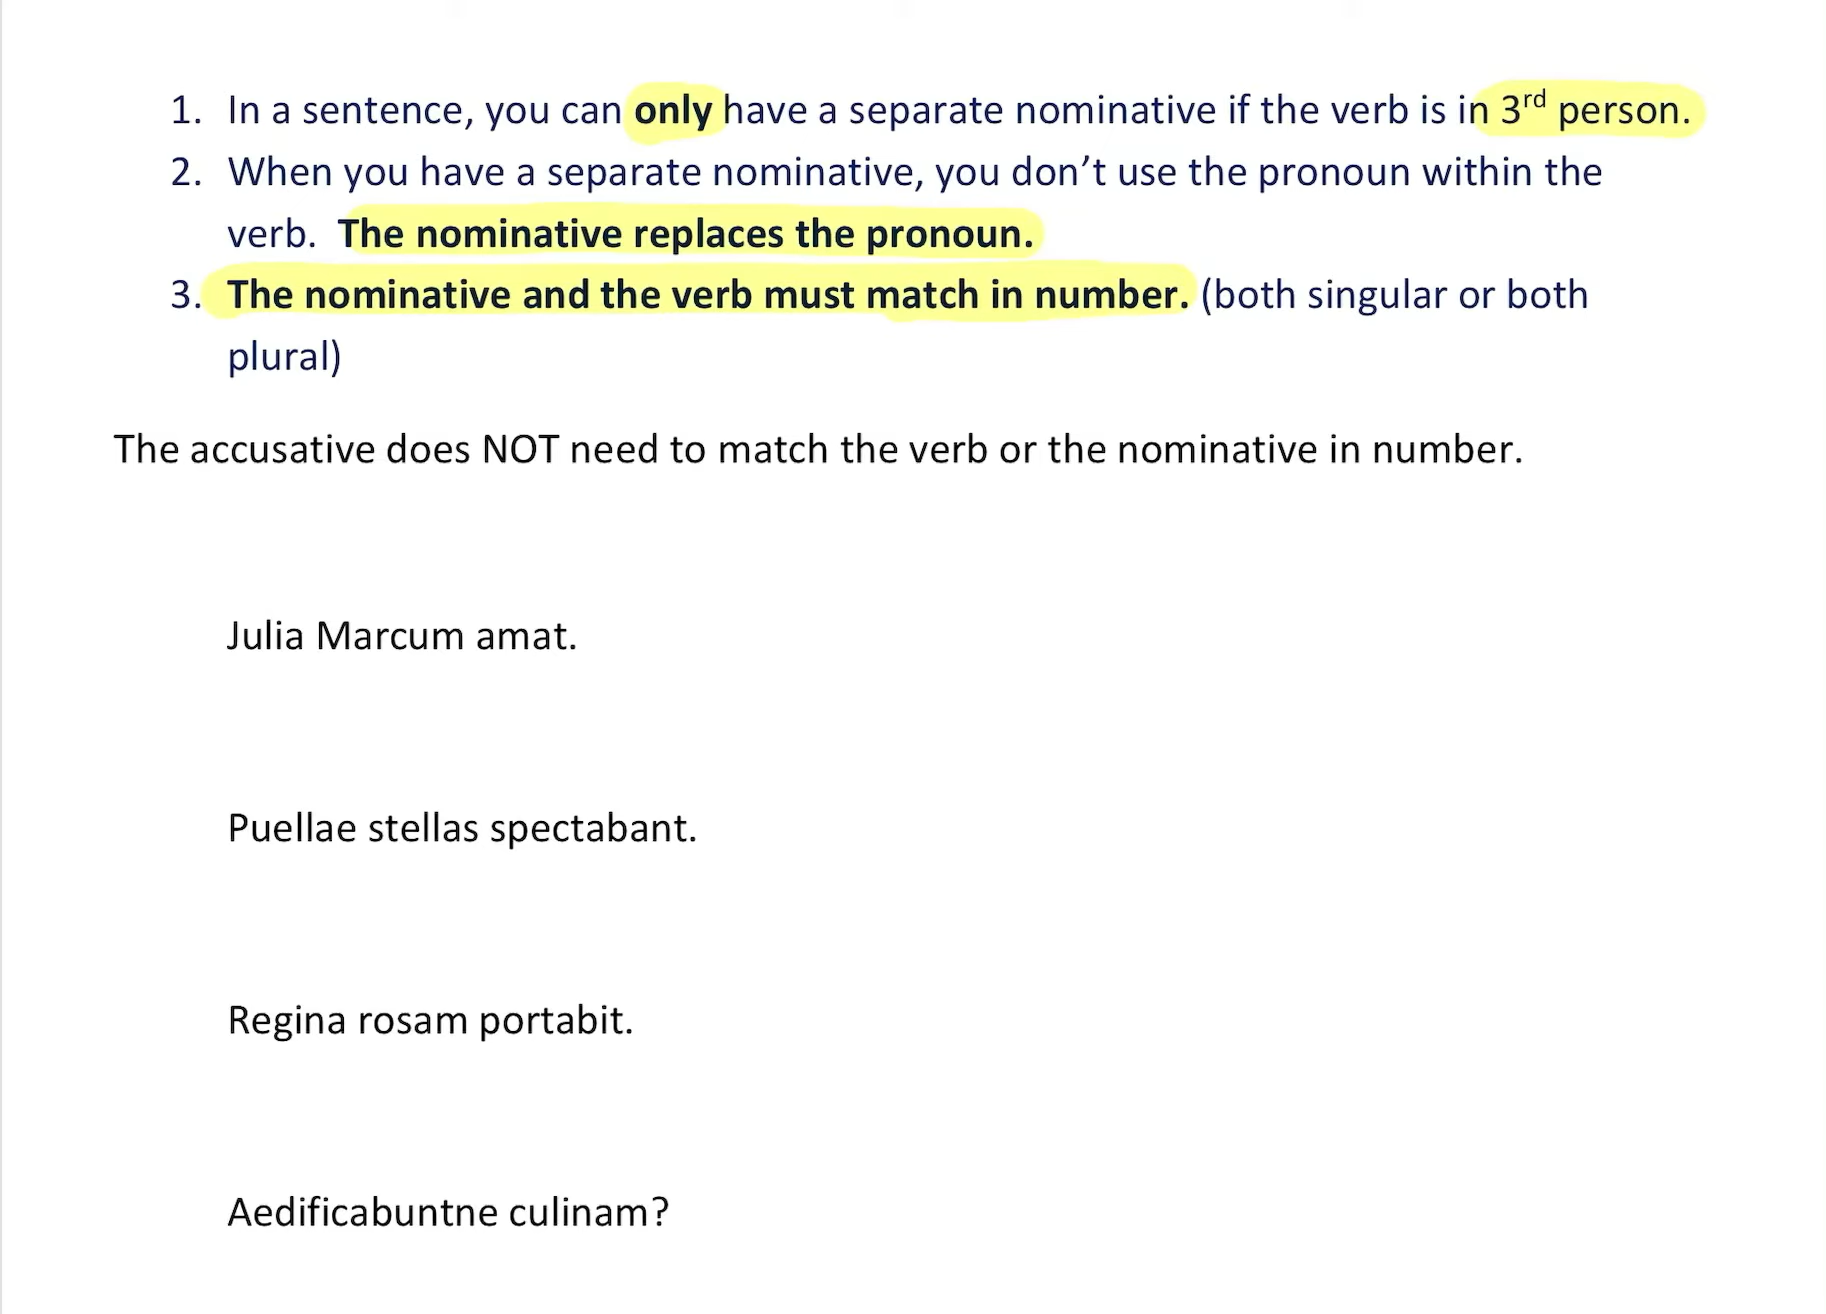 1. In a sentence, you can only have a separate nominative if the verb is in 3rd person.
2. When you have a separate nominative, you don’t use the pronoun within the
verb. The nominative replaces the pronoun.
3. The nominative and the verb must match in number. (both singular or both
plural)
The accusative does NOT need to match the verb or the nominative in number.
Julia Marcum amat.
Puellae stellas spectabant.
Regina rosam portabit.
Aedificabuntne culinam?